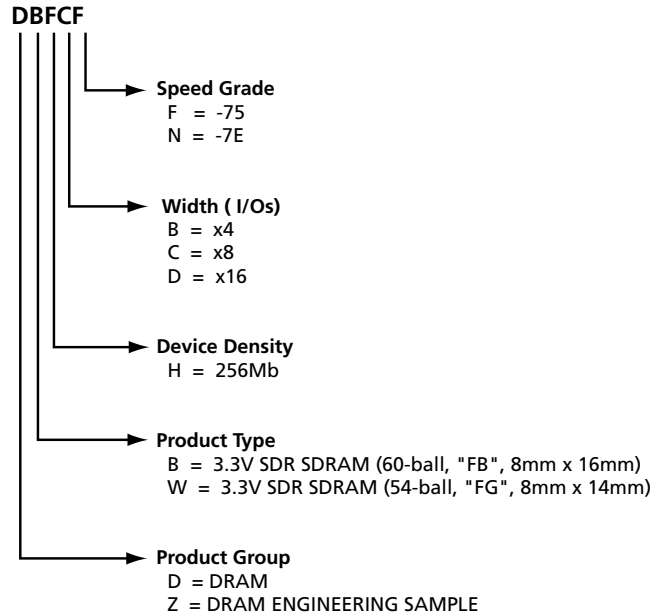 DBFCF
Speed Grade
F = -75
N = -7E
Width ( I/Os)
B = x4
C = x8
D = x16
Device Density
H = 256Mb
Product Type
B = 3.3V SDR SDRAM (60-ball, "FB", 8mm x 16mm)
W = 3.3V SDR SDRAM (54-ball, "FG", 8mm x 14mm)
Product Group
D = DRAM
Z = DRAM ENGINEERING SAMPLE